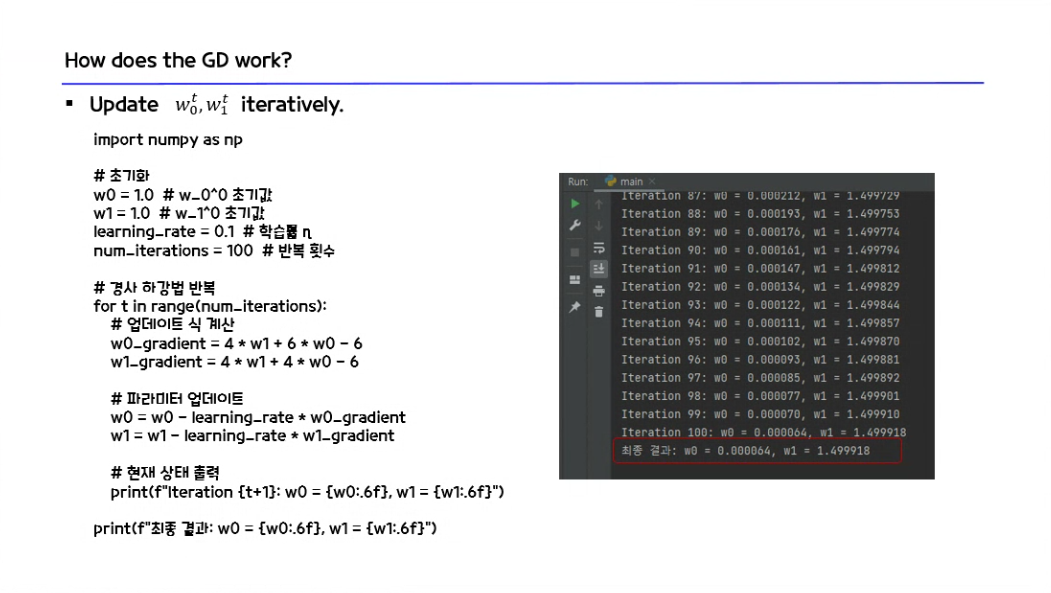 How does the GD work?
▪ Update w_0^t, w_1^t iteratively.
import numpy as np
# 초기화
w0 = 1.0 # w_0^0 초기값
w1 = 1.0 # w_1^0 초기값
learning_rate = 0.1 # 학습률 η
num_iterations = 100 # 반복 횟수
# 경사 하강법 반복
for t in range(num_iterations):
# 업데이트 식 계산
w0_gradient = 4 * w1 + 6 * w0 - 6
w1_gradient = 4 * w1 + 4 * w0 - 6
# 파라미터 업데이트
w0 = w0 - learning_rate * w0_gradient
w1 = w1 - learning_rate * w1_gradient
# 현재 상태 출력
print(f"Iteration {t+1}: w0 = {w0:.6f}, w1 = {w1:.6f}")
print(f"최종 결과: w0 = {w0:.6f}, w1 = {w1:.6f}")
Run: main ×
Iteration 87: w0 = 0.000212, w1 = 1.499729
Iteration 88: w0 = 0.000193, w1 = 1.499753
Iteration 89: w0 = 0.000176, w1 = 1.499774
Iteration 90: w0 = 0.000161, w1 = 1.499794
Iteration 91: w0 = 0.000147, w1 = 1.499812
Iteration 92: w0 = 0.000134, w1 = 1.499829
Iteration 93: w0 = 0.000122, w1 = 1.499844
Iteration 94: w0 = 0.000111, w1 = 1.499857
Iteration 95: w0 = 0.000102, w1 = 1.499870
Iteration 96: w0 = 0.000093, w1 = 1.499881
Iteration 97: w0 = 0.000085, w1 = 1.499892
Iteration 98: w0 = 0.000077, w1 = 1.499901
Iteration 99: w0 = 0.000070, w1 = 1.499910
Iteration 100: w0 = 0.000064, w1 = 1.499918
최종 결과: w0 = 0.000064, w1 = 1.499918